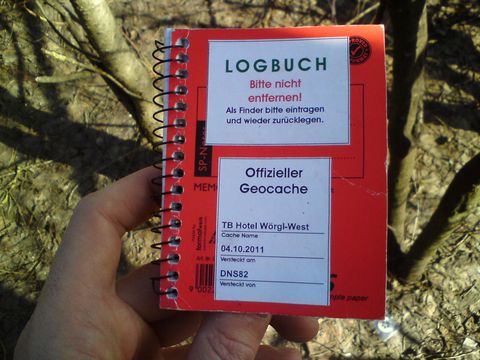 LOGBUCH
Bitte nicht
entfernen!
Als Finder bitte eintragen
und wieder zurücklegen.
Offizieller
Geocache
TB Hotel Wörgl-West
Cache Name
04.10.2011
Versteckt am
DNS82
Versteckt von